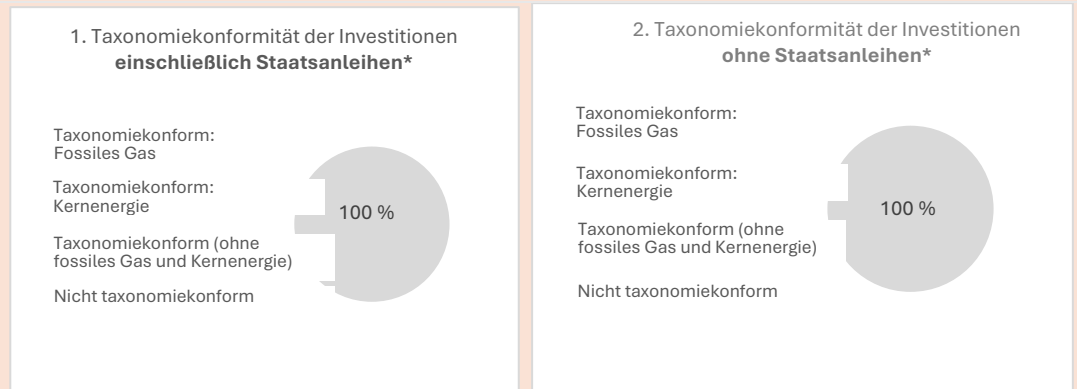 1. Taxonomiekonformität der Investitionen
einschließlich Staatsanleihen*
Taxonomiekonform:
Fossiles Gas
Taxonomiekonform:
Kernenergie
Taxonomiekonform (ohne
fossiles Gas und Kernenergie)
Nicht taxonomiekonform
100 %
2. Taxonomiekonformität der Investitionen
ohne Staatsanleihen*
Taxonomiekonform:
Fossiles Gas
Taxonomiekonform:
Kernenergie
Taxonomiekonform (ohne
fossiles Gas und Kernenergie)
Nicht taxonomiekonform
100 %